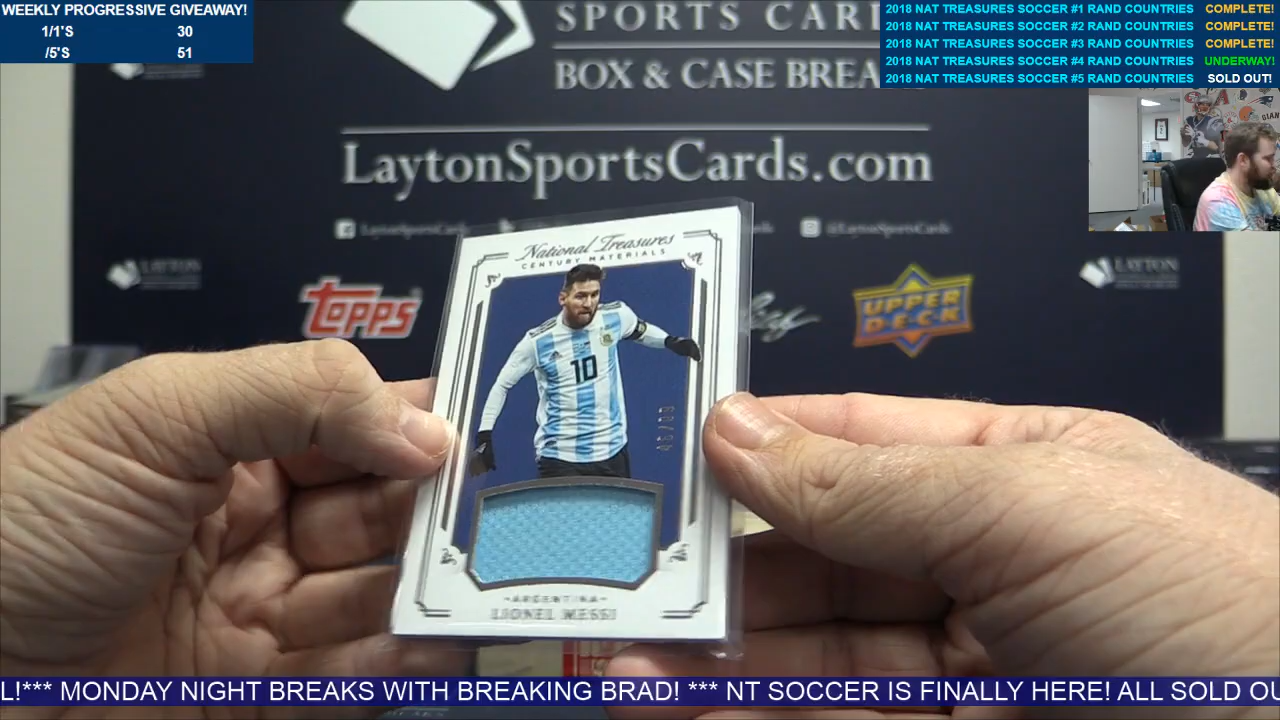 WEEKLY PROGRESSIVE GIVEAWAY!
1/1'S 30
/5'S 51
2018 NAT TREASURES SOCCER #1 RAND COUNTRIES COMPLETE!
2018 NAT TREASURES SOCCER #2 RAND COUNTRIES COMPLETE!
2018 NAT TREASURES SOCCER #3 RAND COUNTRIES COMPLETE!
2018 NAT TREASURES SOCCER #4 RAND COUNTRIES UNDERWAY!
2018 NAT TREASURES SOCCER #5 RAND COUNTRIES SOLD OUT!
SPORTS CAR
BOX & CASE BREA
LaytonSportsCards.com
LaytonSportsCards
@LaytonSportsCards
LAYTON
LAYTON
TOPPS
UPPER DECK
National Treasures
CENTURY MATERIALS
10
ARGENTINA
LIONEL MESSI
L!*** MONDAY NIGHT BREAKS WITH BREAKING BRAD! *** NT SOCCER IS FINALLY HERE! ALL SOLD OU